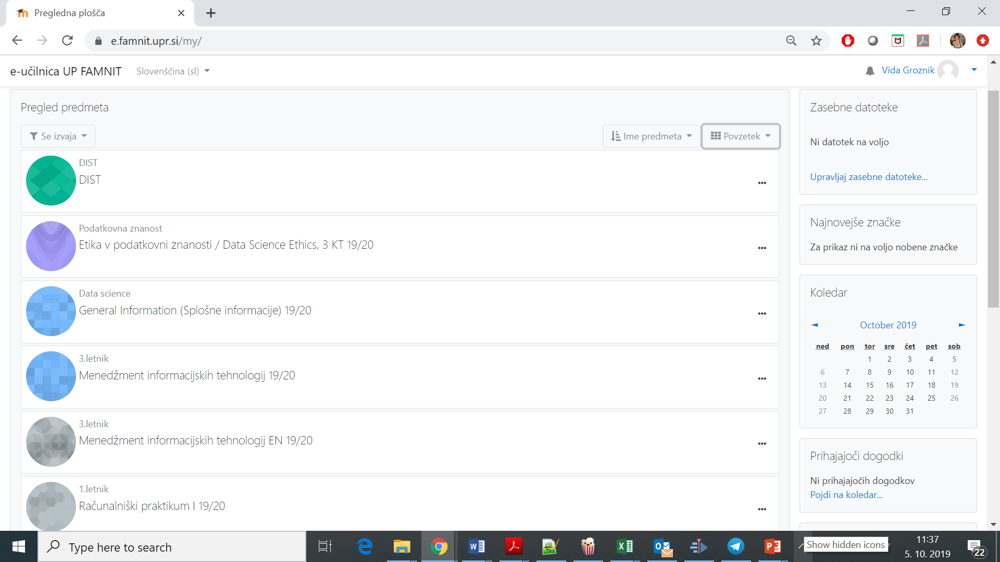 Pregledna plošča
e.famnit.upr.si/my/
e-učilnica UP FAMNIT
Slovenščina (sl)
Vida Groznik
Pregled predmeta
Se izvaja
Ime predmeta
Povzetek
DIST
DIST
Podatkovna znanost
Etika v podatkovni znanosti / Data Science Ethics, 3 KT 19/20
Data science
General Information (Splošne informacije) 19/20
3.letnik
Menedžment informacijskih tehnologij 19/20
3.letnik
Menedžment informacijskih tehnologij EN 19/20
1.letnik
Računalniški praktikum I 19/20
Zasebne datoteke
Ni datotek na voljo
Upravljaj zasebne datoteke...
Najnovejše značke
Za prikaz ni na voljo nobene značke
Koledar
October 2019
ned pon tor sre čet pet sob
1 2 3 4 5
6 7 8 9 10 11 12
13 14 15 16 17 18 19
20 21 22 23 24 25 26
27 28 29 30 31
Prihajajoči dogodki
Ni prihajajočih dogodkov
Pojdi na koledar...
Type here to search
Show hidden icons
11:37
5. 10. 2019
22